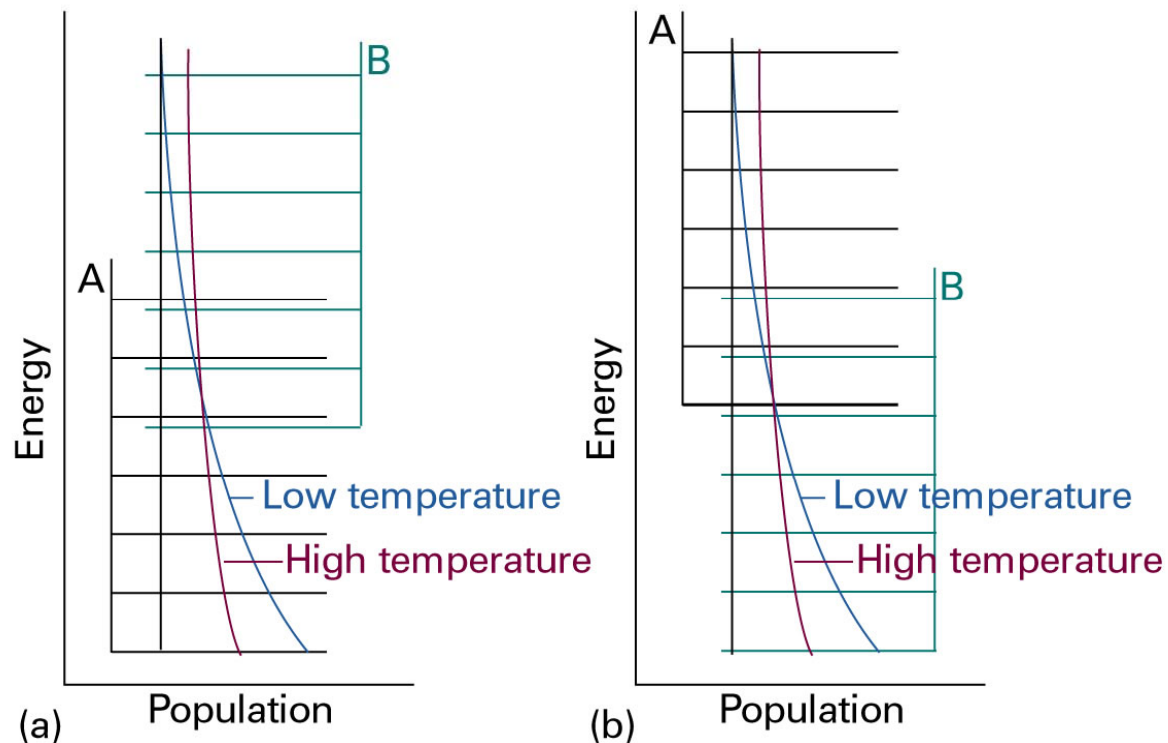 A
B
Energy
Low temperature
High temperature
Population
(a)
A
B
Energy
Low temperature
High temperature
Population
(b)